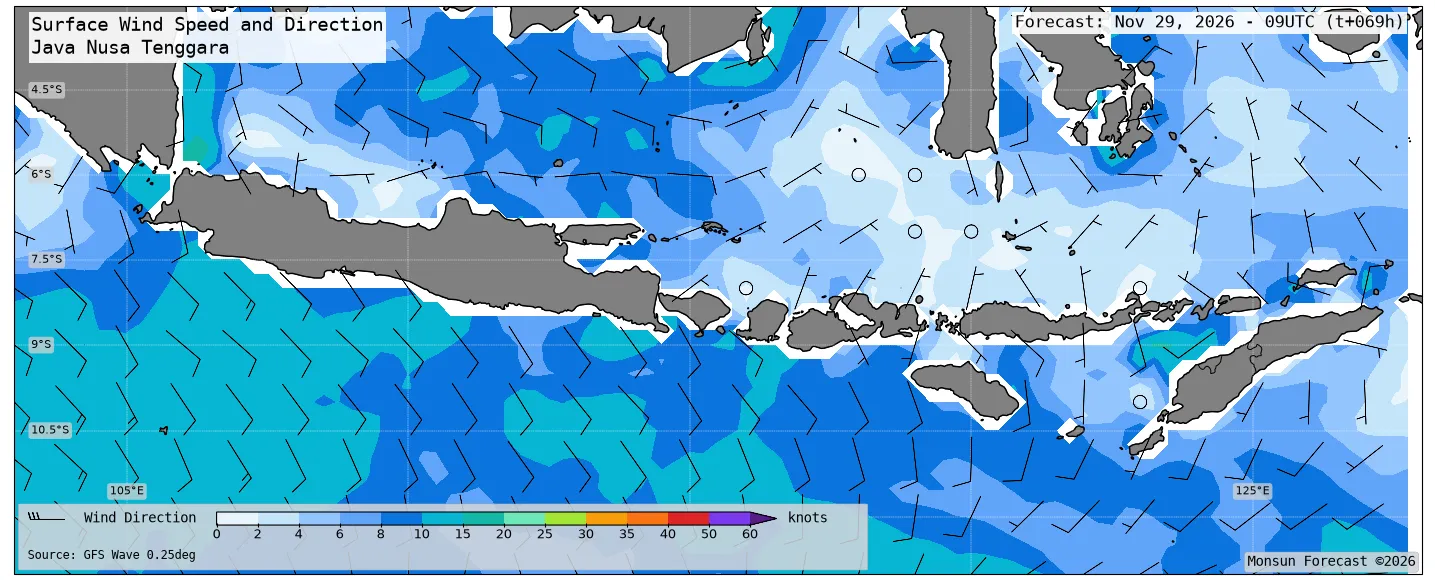 Surface Wind Speed and Direction
Java Nusa Tenggara
Forecast: Nov 29, 2026 - 09UTC (t+069h)
4.5°S
6°S
7.5°S
9°S
10.5°S
105°E
125°E
Wind Direction
0 2 4 6 8 10 15 20 25 30 35 40 50 60
knots
Source: GFS Wave 0.25deg
Monsun Forecast ©2026